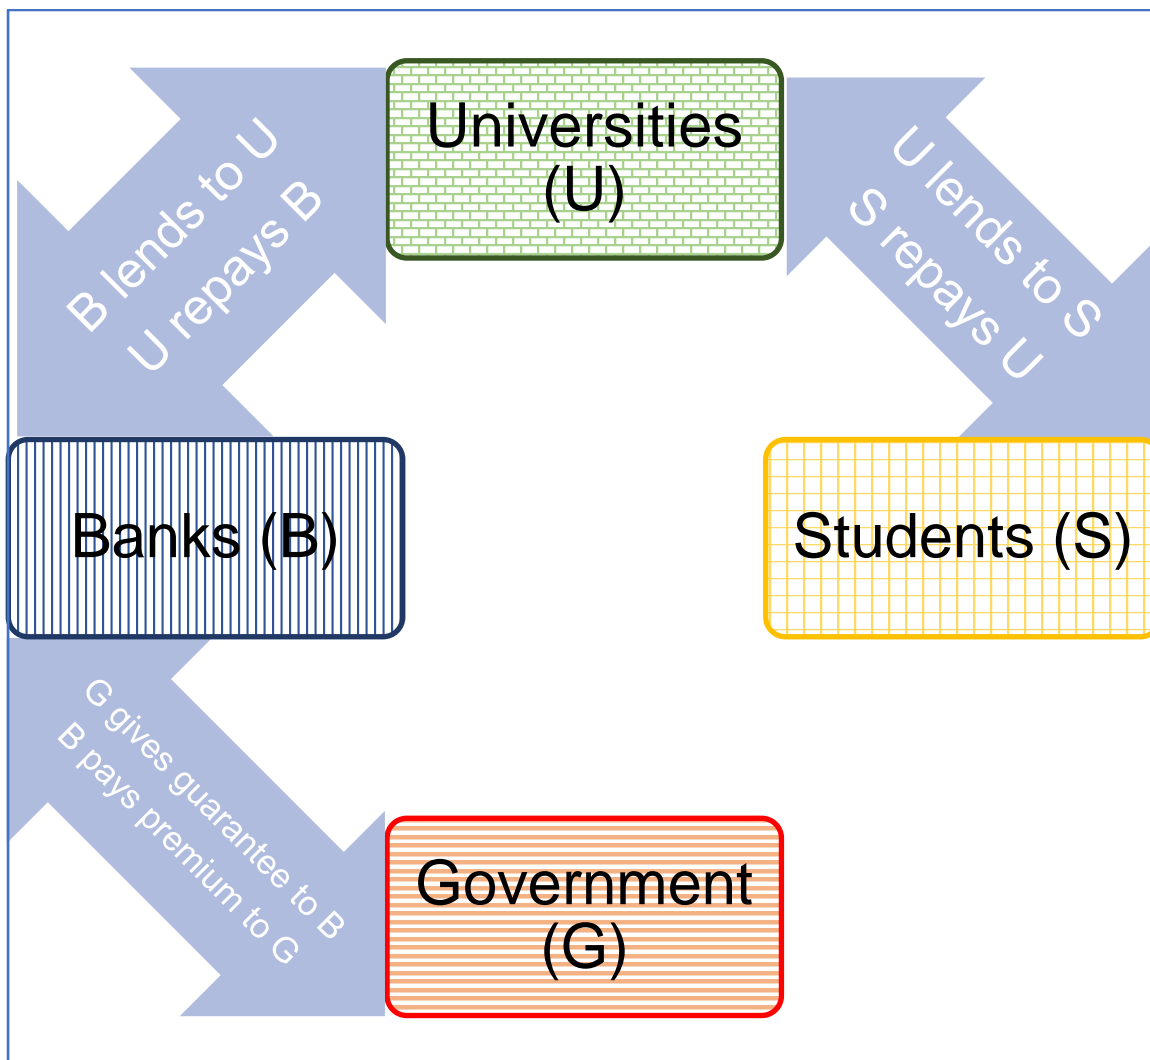 Universities
(U)
B lends to U
U repays B
U lends to S
S repays U
Banks (B)
Students (S)
G gives guarantee to B
B pays premium to G
Government
(G)